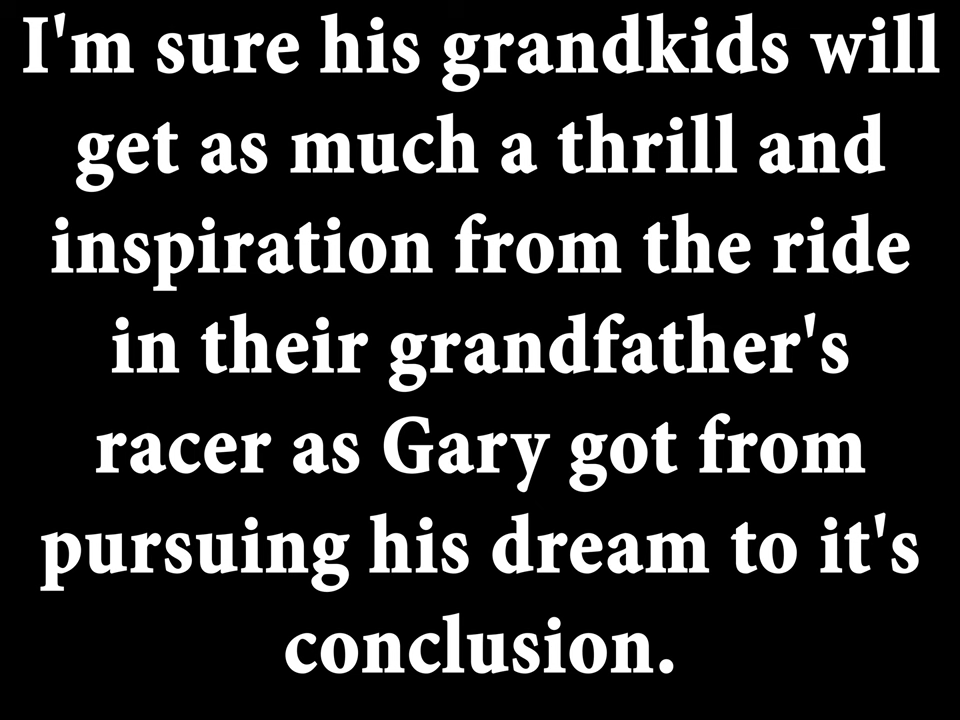 I'm sure his grandkids will
get as much a thrill and
inspiration from the ride
in their grandfather's
racer as Gary got from
pursuing his dream to it's
conclusion.